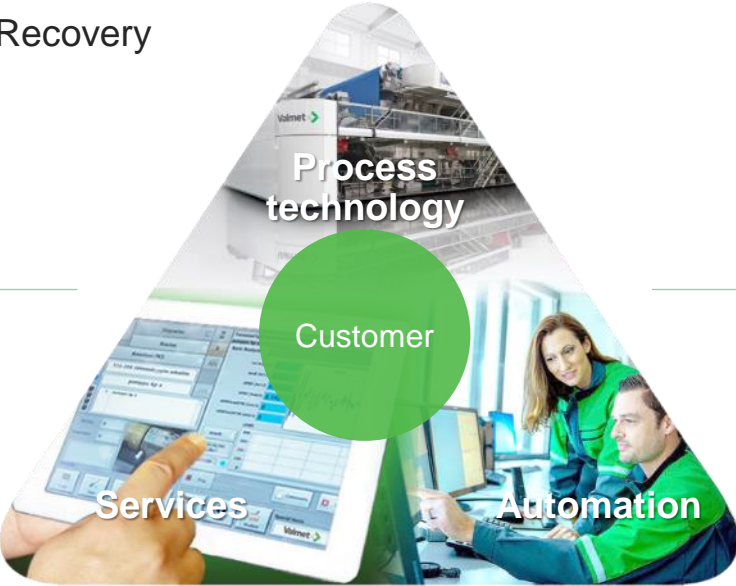 Recovery
Valmet
Process
technology
Customer
Services
Automation
Valmet